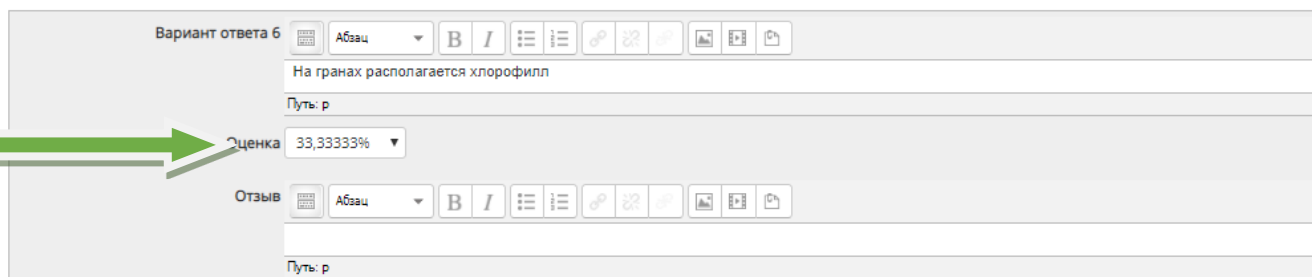 Вариант ответа 6 Абзац B I
На гранах располагается хлорофилл
Путь: p
Оценка 33,33333%
Отзыв Абзац B I
Путь: p